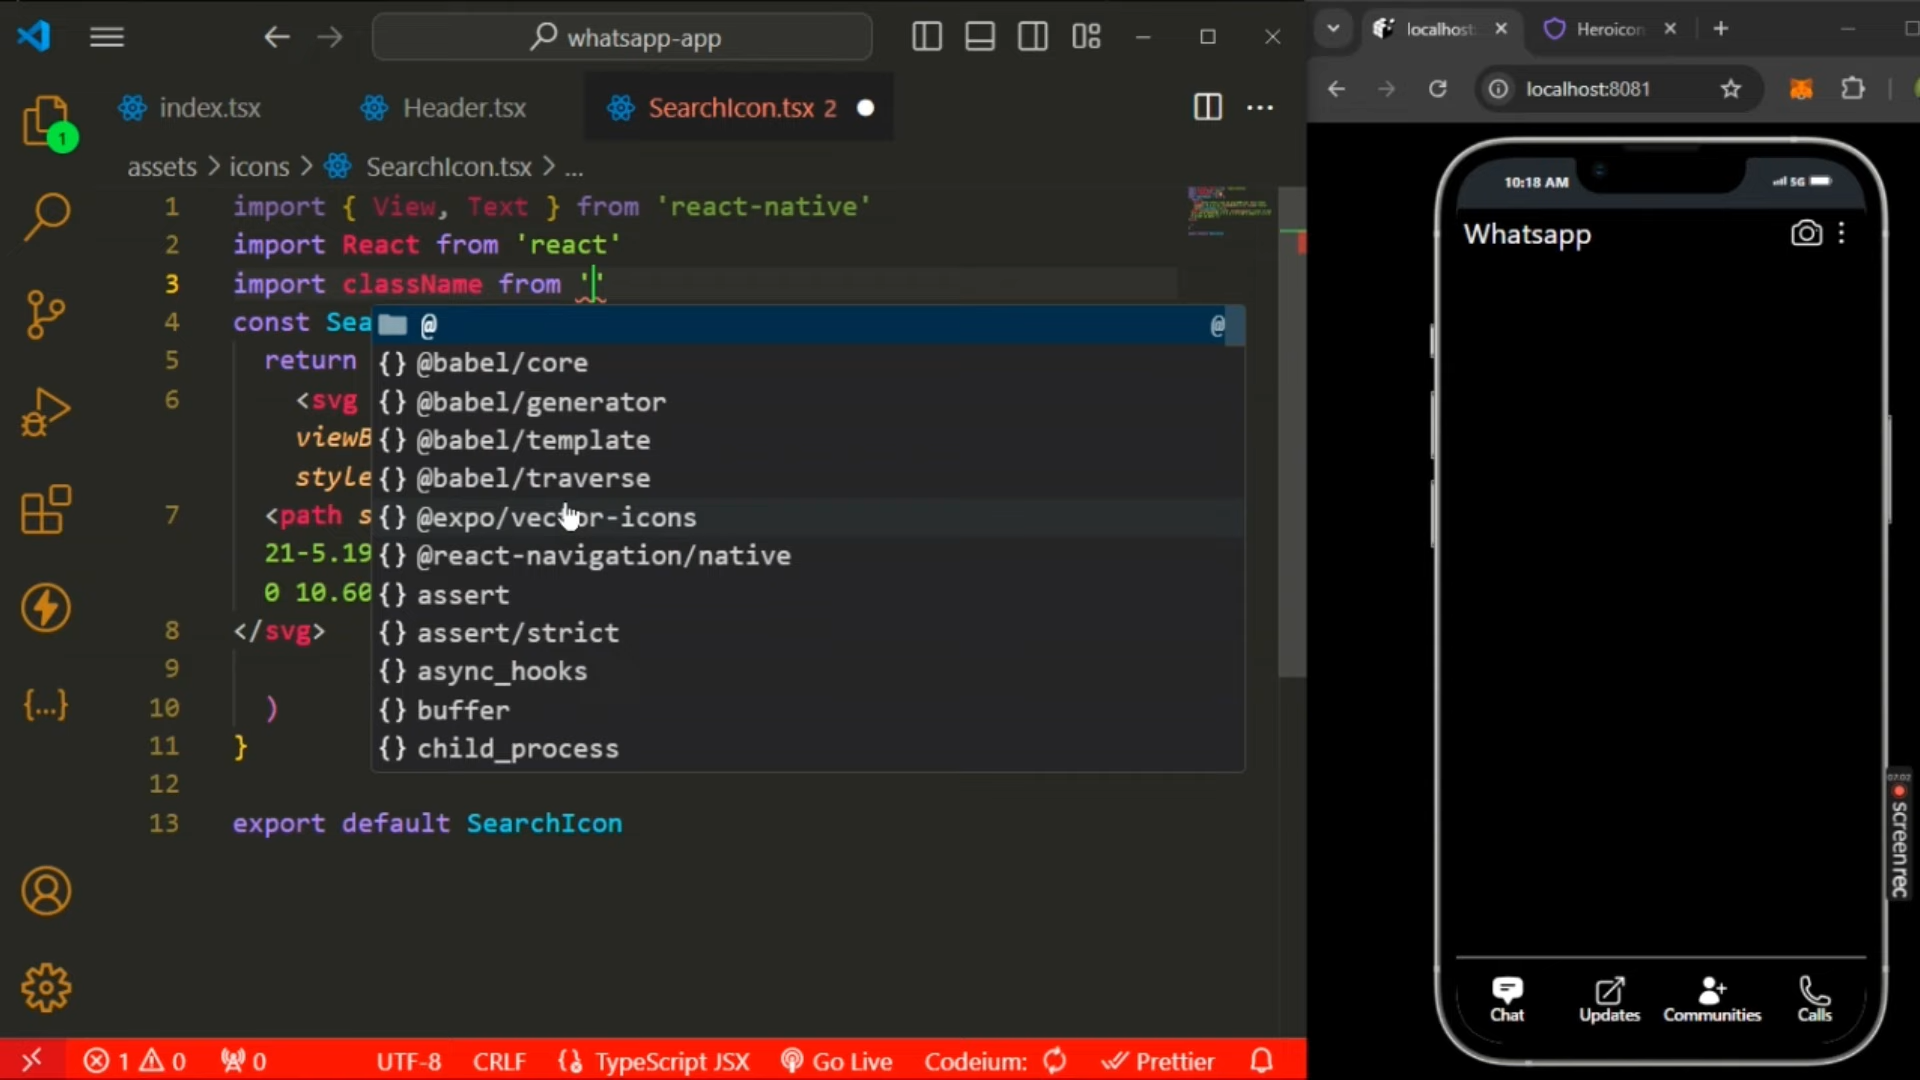 whatsapp-app
index.tsx
Header.tsx
SearchIcon.tsx 2
assets > icons > SearchIcon.tsx > ...
1 import { View, Text } from 'react-native'
2 import React from 'react'
3 import className from ''
4 const Sea
5 return
6 <svg
viewB
style
7 <path s
21-5.19
0 10.60
8 </svg>
9
10 )
11 }
12
13 export default SearchIcon
@ @
{} @babel/core
{} @babel/generator
{} @babel/template
{} @babel/traverse
{} @expo/vector-icons
{} @react-navigation/native
{} assert
{} assert/strict
{} async_hooks
{} buffer
{} child_process
1
1 0 0 UTF-8 CRLF TypeScript JSX Go Live Codeium: Prettier
localhost:
Heroicon
localhost:8081
10:18 AM
5G
Whatsapp
Chat
Updates
Communities
Calls
07:07
screenrec